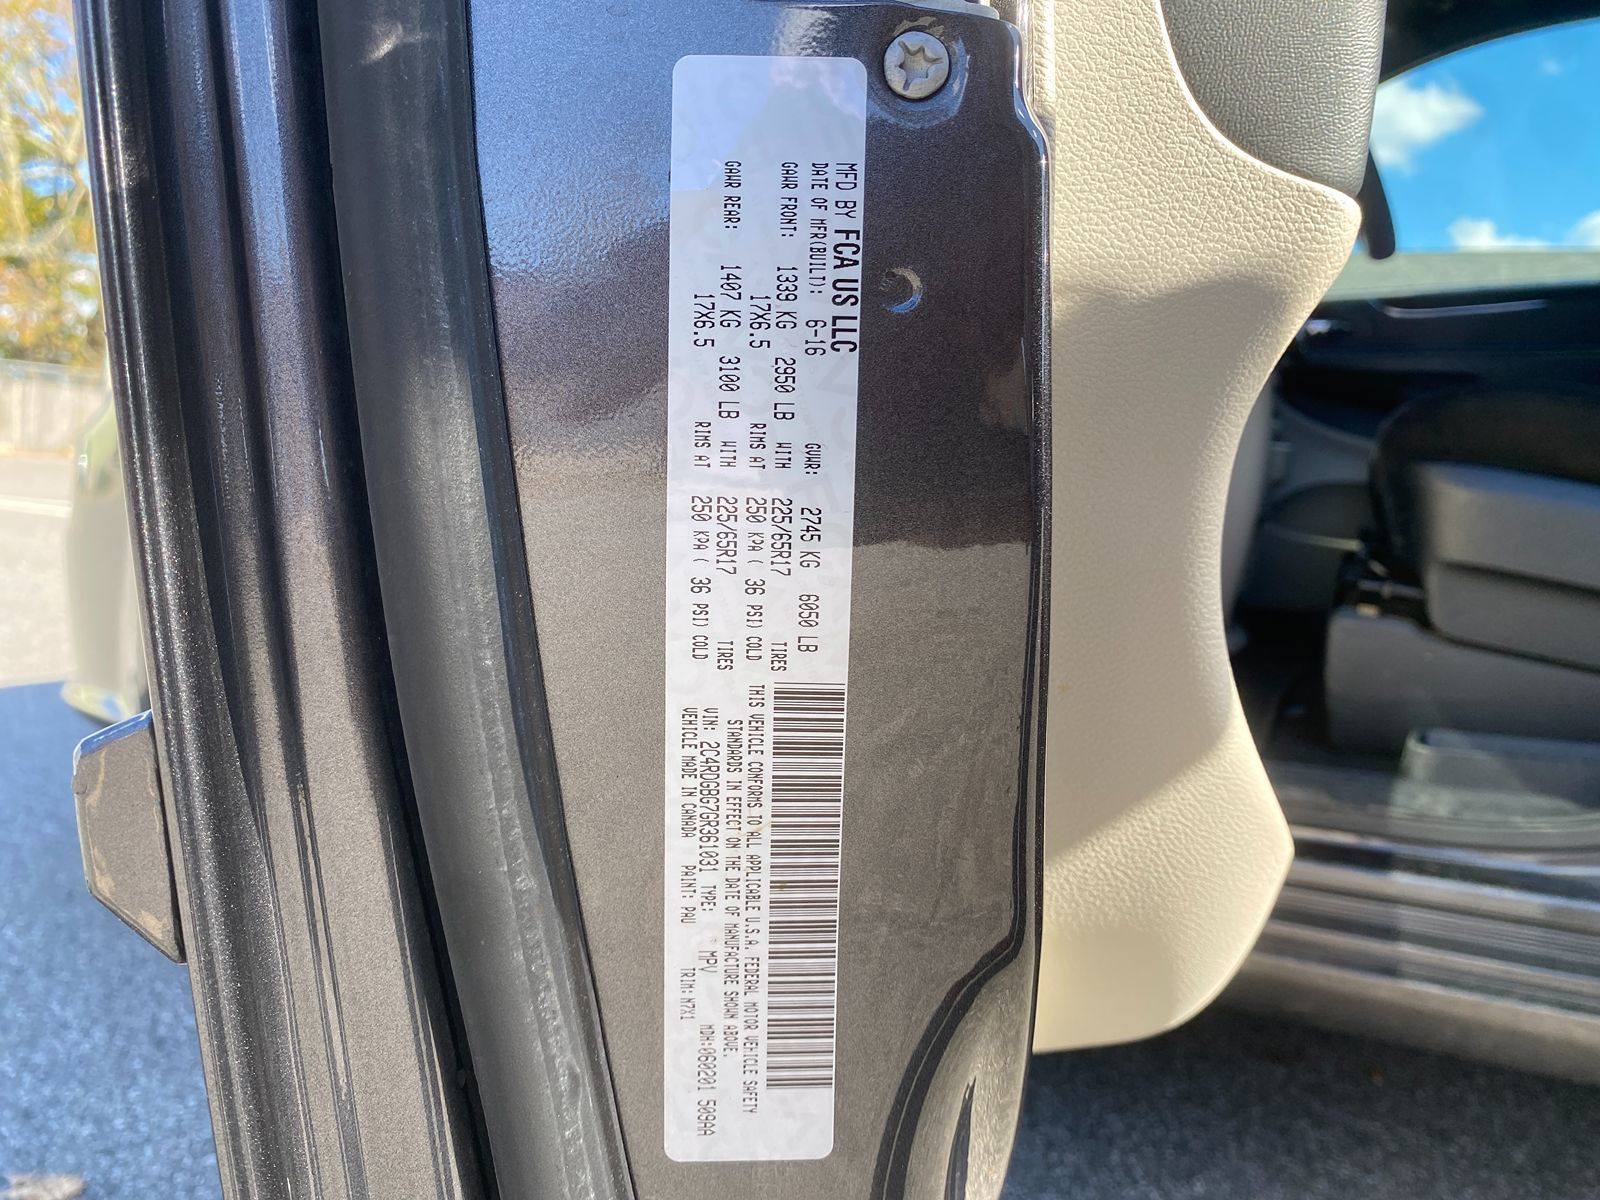 MFD BY FCA US LLC
DATE OF MFR(BUILT): 6-16 GVWR: 2745 KG 6050 LB
GAWR FRONT: 1339 KG 2950 LB WITH 225/65R17 TIRES
17X6.5 RIMS AT 250 KPA ( 36 PSI) COLD
GAWR REAR: 1407 KG 3100 LB WITH 225/65R17 TIRES
17X6.5 RIMS AT 250 KPA ( 36 PSI) COLD
THIS VEHICLE CONFORMS TO ALL APPLICABLE U.S.A. FEDERAL MOTOR VEHICLE SAFETY
STANDARDS IN EFFECT ON THE DATE OF MANUFACTURE SHOWN ABOVE.
VIN: 2C4RDGBG7GR361031 TYPE: MPV MDH:060201 509AA
VEHICLE MADE IN CANADA PAINT: PAU TRIM: N7X1